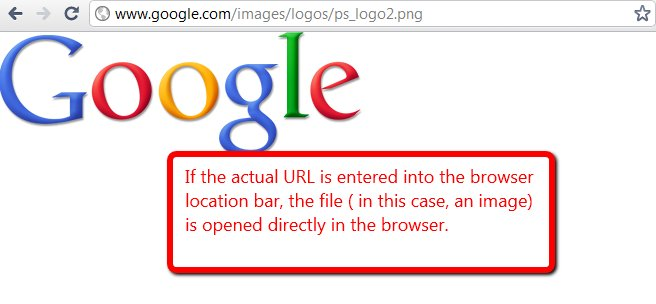 www.google.com/images/logos/ps_logo2.png
Google
If the actual URL is entered into the browser
location bar, the file ( in this case, an image)
is opened directly in the browser.